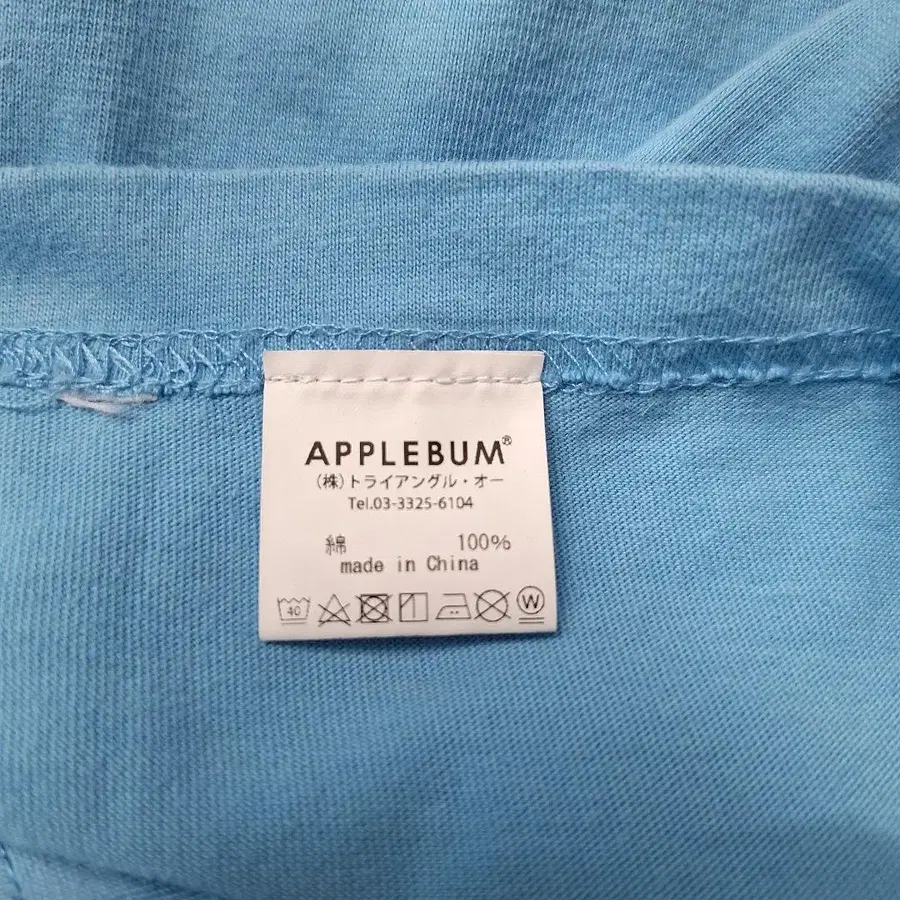 APPLEBUM®
（株）トライアングル・オー
Tel.03-3325-6104
綿 100%
made in China
40 W